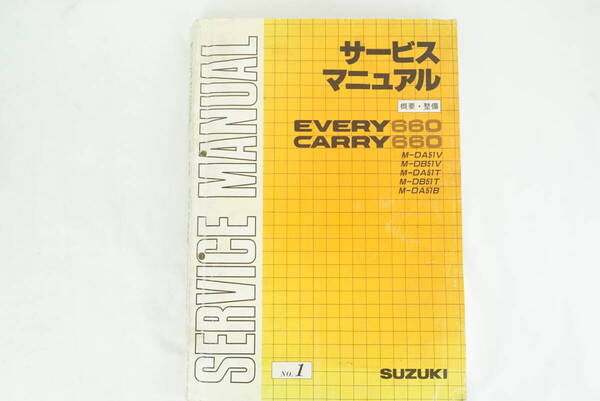 SERVICE MANUAL
サービス
マニュアル
概要・整備
EVERY660
CARRY660
M-DA51V
M-DB51V
M-DA51T
M-DB51T
M-DA51B
NO. 1
SUZUKI